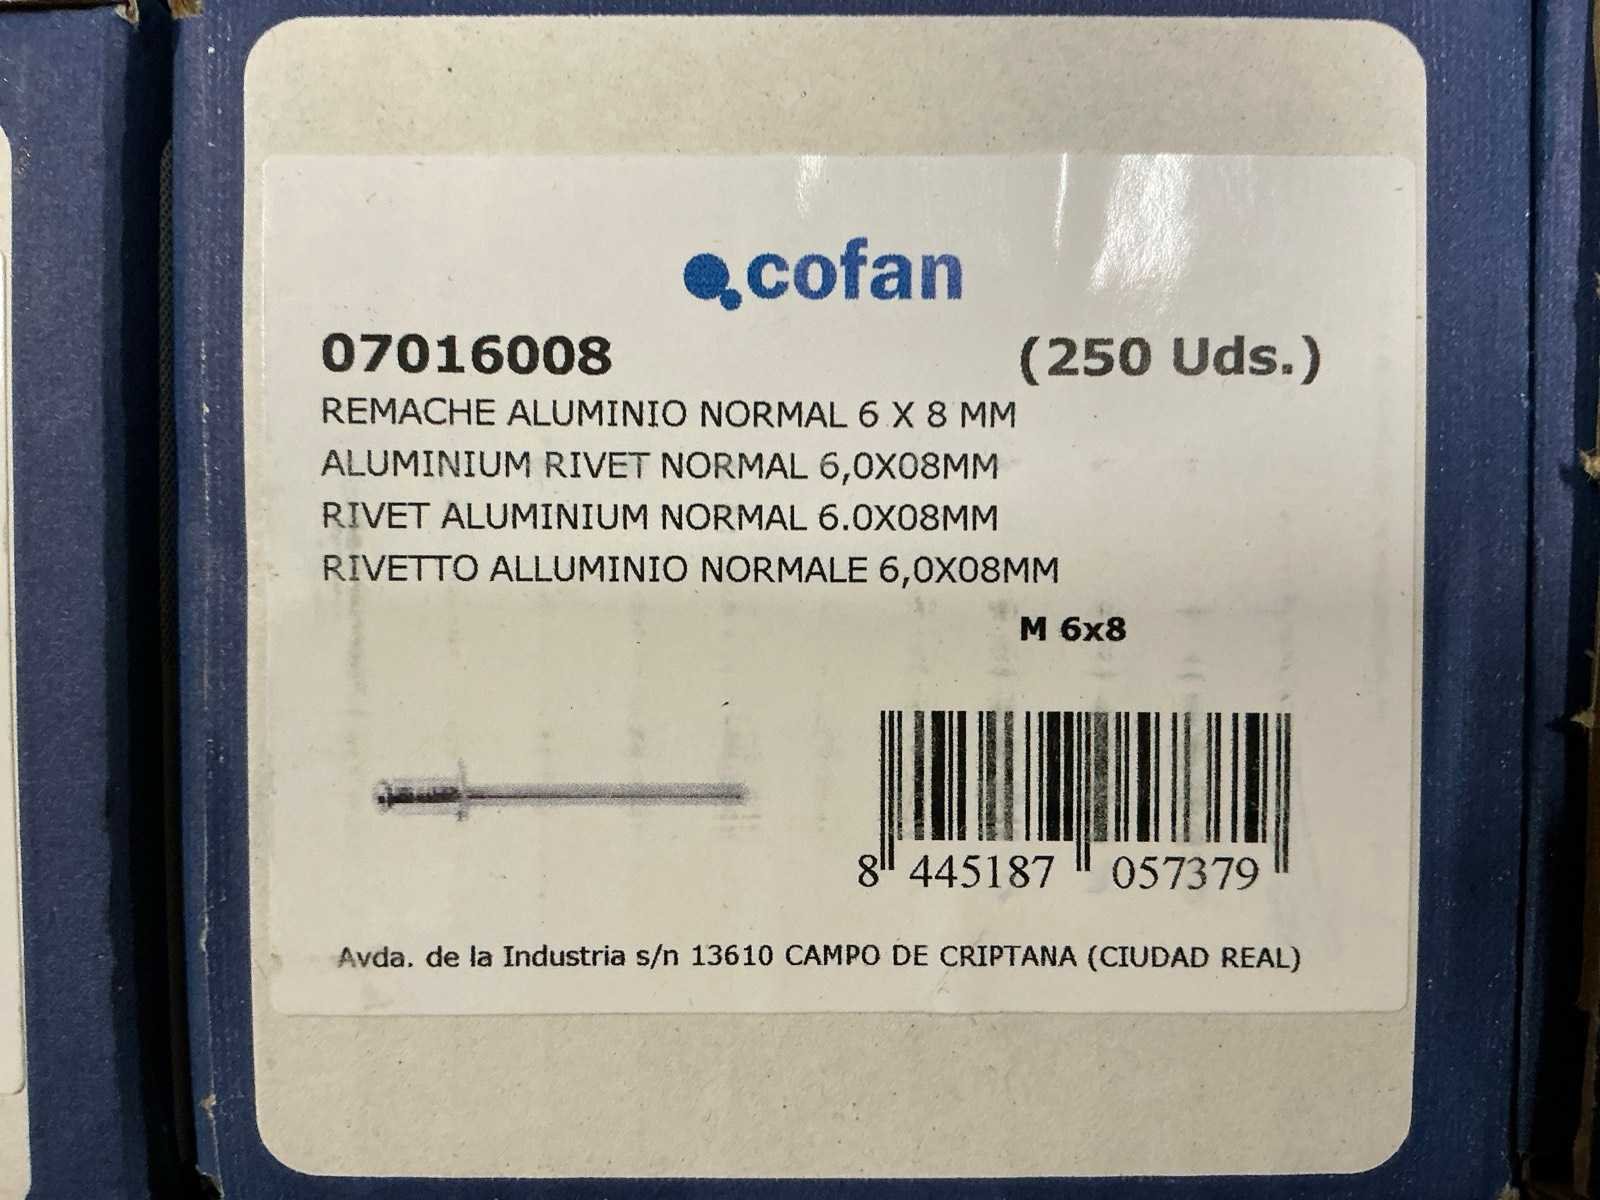 cofan
07016008 (250 Uds.)
REMACHE ALUMINIO NORMAL 6 X 8 MM
ALUMINIUM RIVET NORMAL 6,0X08MM
RIVET ALUMINIUM NORMAL 6.0X08MM
RIVETTO ALLUMINIO NORMALE 6,0X08MM
M 6x8
8 445187 057379
Avda. de la Industria s/n 13610 CAMPO DE CRIPTANA (CIUDAD REAL)